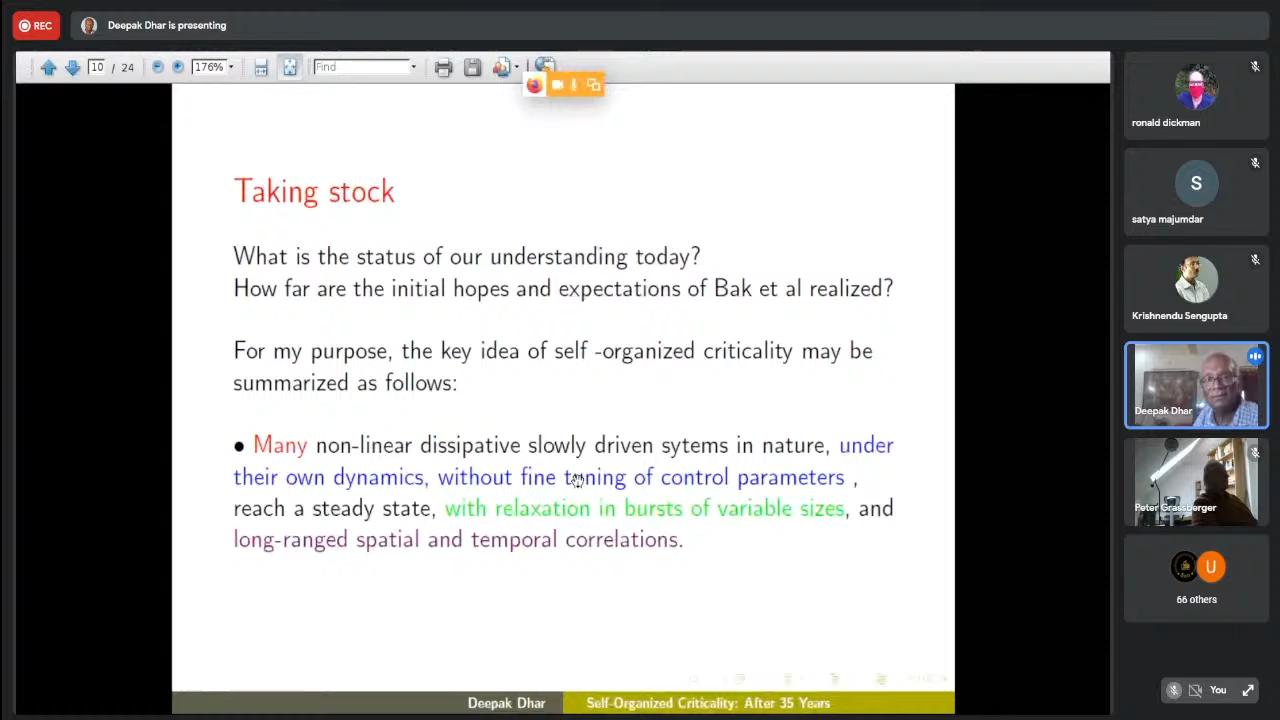 REC
Deepak Dhar is presenting
10 / 24
176%
Find
Taking stock
What is the status of our understanding today?
How far are the initial hopes and expectations of Bak et al realized?
For my purpose, the key idea of self -organized criticality may be
summarized as follows:
• Many non-linear dissipative slowly driven sytems in nature, under
their own dynamics, without fine tuning of control parameters ,
reach a steady state, with relaxation in bursts of variable sizes, and
long-ranged spatial and temporal correlations.
Deepak Dhar
Self-Organized Criticality: After 35 Years
ronald dickman
S
satya majumdar
Krishnendu Sengupta
Deepak Dhar
Peter Grassberger
U
66 others
You